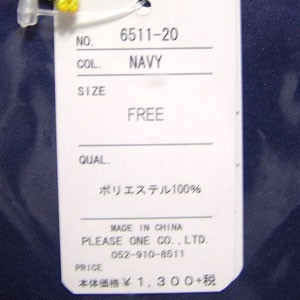 NO. 6511-20
COL. NAVY
SIZE
FREE
QUAL.
ポリエステル100%
MADE IN CHINA
PLEASE ONE CO.,LTD.
052-910-8511
PRICE
本体価格¥1,300+税